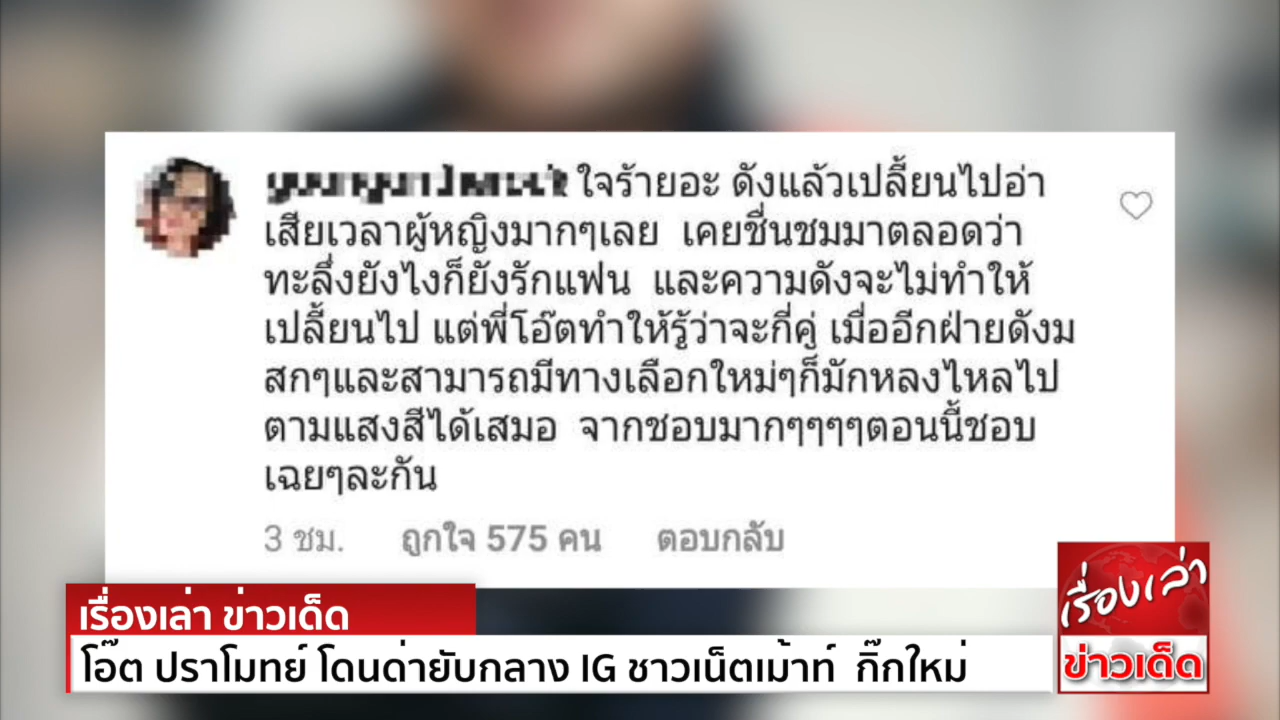 ใจร้ายอะ ดังแล้วเปลี้ยนไปอ่า
เสียเวลาผู้หญิงมากๆเลย เคยชื่นชมมาตลอดว่า
ทะลึ่งยังไงก็ยังรักแฟน และความดังจะไม่ทำให้
เปลี้ยนไป แต่พี่โอ๊ตทำให้รู้ว่าจะกี่คู่ เมื่ออีกฝ่ายดังม
สกๆและสามารถมีทางเลือกใหม่ๆก็มักหลงไหลไป
ตามแสงสีได้เสมอ จากชอบมากๆๆๆๆตอนนี้ชอบ
เฉยๆละกัน
3 ชม. ถูกใจ 575 คน ตอบกลับ
เรื่องเล่า ข่าวเด็ด
โอ๊ต ปราโมทย์ โดนด่ายับกลาง IG ชาวเน็ตเม้าท์ กิ๊กใหม่
เรื่องเล่า
ข่าวเด็ด